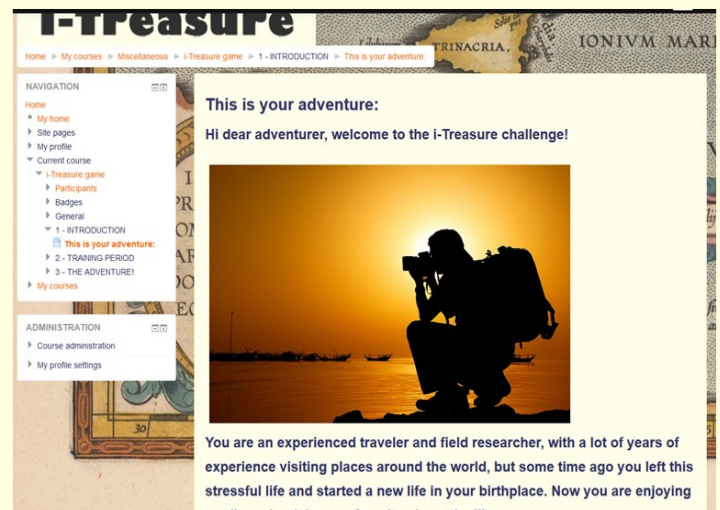 i-Treasure
TRINACRIA.
IONIVM MARE
Home ► My courses ► Miscellaneous ► i-Treasure game ► 1 - INTRODUCTION ► This is your adventure:
NAVIGATION
Home
My home
Site pages
My profile
Current course
i-Treasure game
Participants
Badges
General
1 - INTRODUCTION
This is your adventure:
2 - TRAINING PERIOD
3 - THE ADVENTURE!
My courses
ADMINISTRATION
Course administration
My profile settings
30
This is your adventure:
Hi dear adventurer, welcome to the i-Treasure challenge!
You are an experienced traveler and field researcher, with a lot of years of
experience visiting places around the world, but some time ago you left this
stressful life and started a new life in your birthplace. Now you are enjoying